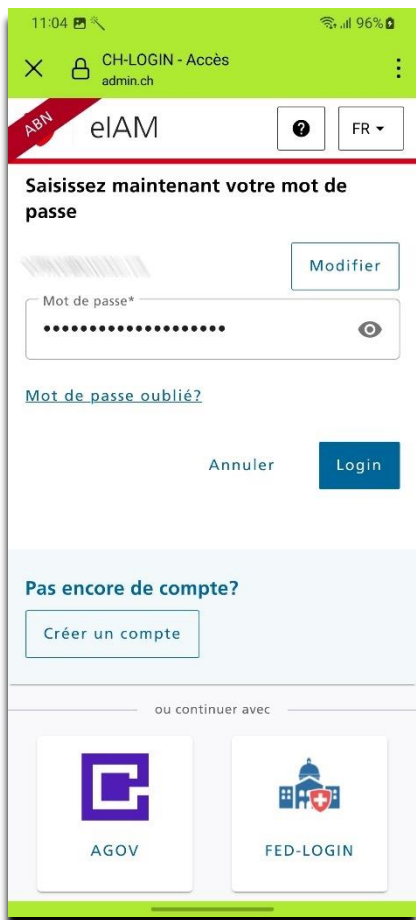 11:04 96%
CH-LOGIN - Accès
admin.ch
ABN
eIAM
FR
Saisissez maintenant votre mot de
passe
Modifier
Mot de passe*
••••••••••••••••••••
Mot de passe oublié?
Annuler Login
Pas encore de compte?
Créer un compte
ou continuer avec
AGOV FED-LOGIN